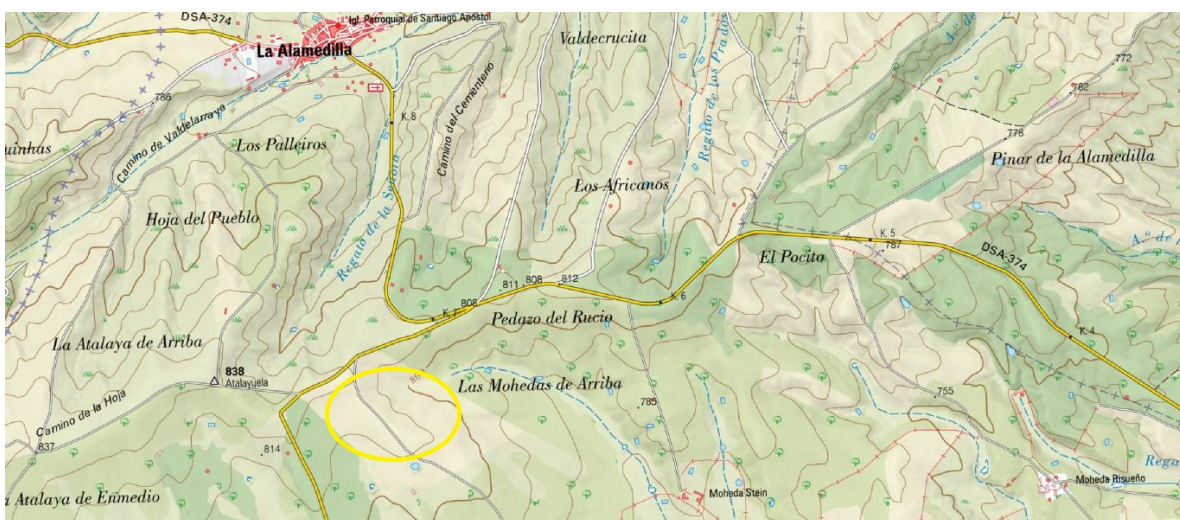 DSA-374
Igl. Parroquial de Santiago Apóstol
La Alamedilla
Valdecrucita
Regato de los Prados
772
782
786
K. 8
Camino del Cementerio
778
Camino de Valdelarraya
Los Palleiros
Pinar de la Alamedilla
Los Africanos
Hoja del Pueblo
Regato de la Señora
K. 5
787
El Pocito
DSA-374
811
808
812
K. 7
808
K. 6
Pedazo del Rucio
K. 4
La Atalaya de Arriba
838
Atalayuela
Las Mohedas de Arriba
785
755
Camino de la Hoja
837
814
Atalaya de Enmedio
Moheda Stein
Moheda Risueño